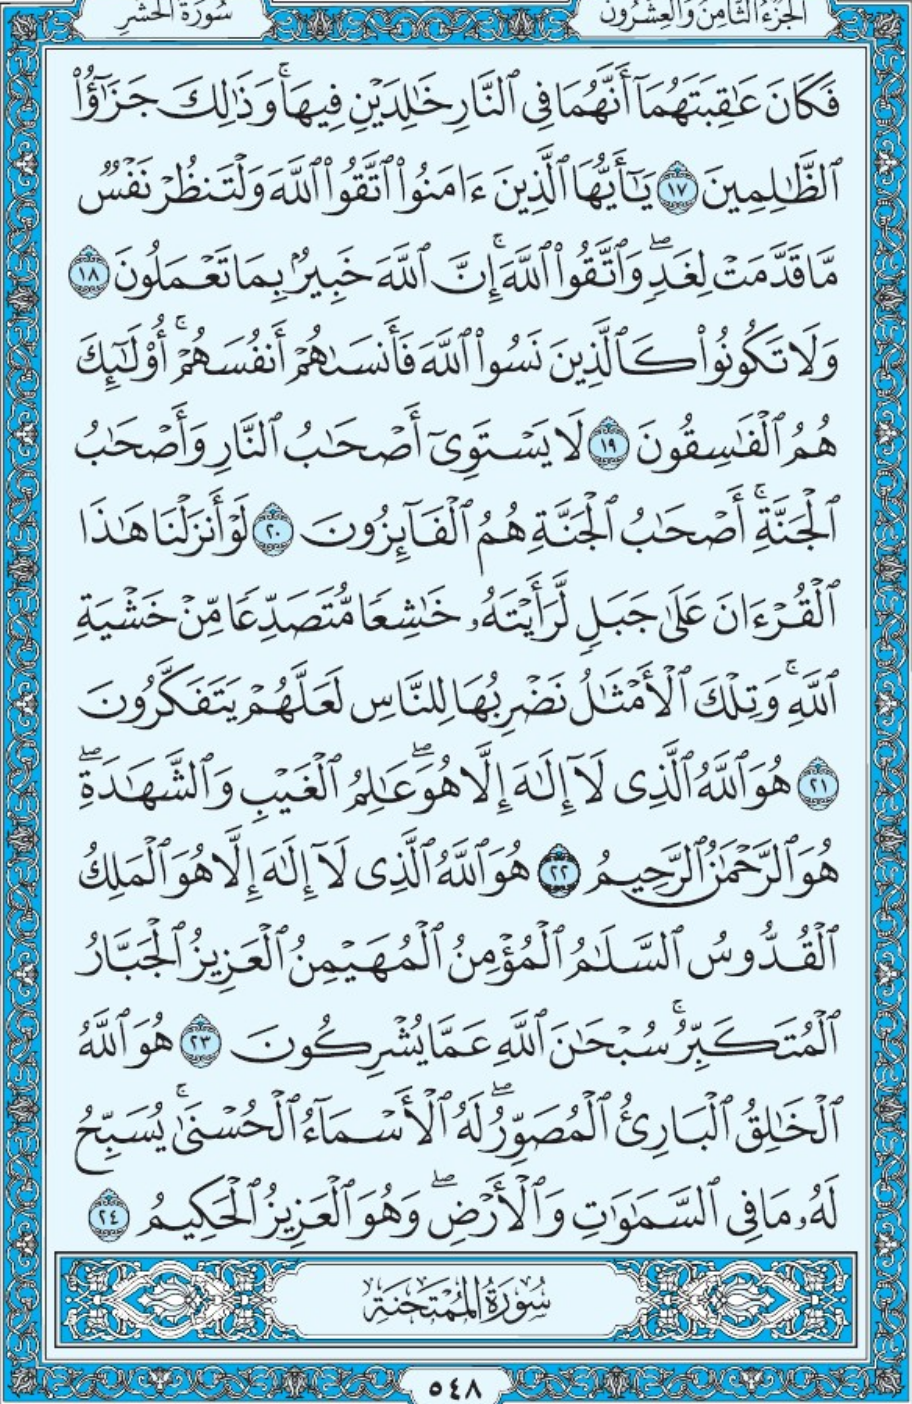 الجزء الثامن والعشرون
سورة الحشر
فَكَانَ عَٰقِبَتَهُمَآ أَنَّهُمَا فِي ٱلنَّارِ خَٰلِدَيْنِ فِيهَاۚ وَذَٰلِكَ جَزَٰٓؤُاْ
ٱلظَّٰلِمِينَ ١٧ يَٰٓأَيُّهَا ٱلَّذِينَ ءَامَنُواْ ٱتَّقُواْ ٱللَّهَ وَلْتَنظُرْ نَفْسٌ
مَّا قَدَّمَتْ لِغَدٖۖ وَٱتَّقُواْ ٱللَّهَۚ إِنَّ ٱللَّهَ خَبِيرُۢ بِمَا تَعْمَلُونَ ١٨
وَلَا تَكُونُواْ كَٱلَّذِينَ نَسُواْ ٱللَّهَ فَأَنسَىٰهُمْ أَنفُسَهُمْۚ أُوْلَٰٓئِكَ
هُمُ ٱلْفَٰسِقُونَ ١٩ لَا يَسْتَوِيٓ أَصْحَٰبُ ٱلنَّارِ وَأَصْحَٰبُ
ٱلْجَنَّةِۚ أَصْحَٰبُ ٱلْجَنَّةِ هُمُ ٱلْفَآئِزُونَ ٢٠ لَوْ أَنزَلْنَا هَٰذَا
ٱلْقُرْءَانَ عَلَىٰ جَبَلٖ لَّرَأَيْتَهُۥ خَٰشِعٗا مُّتَصَدِّعٗا مِّنْ خَشْيَةِ
ٱللَّهِۚ وَتِلْكَ ٱلْأَمْثَٰلُ نَضْرِبُهَا لِلنَّاسِ لَعَلَّهُمْ يَتَفَكَّرُونَ
٢١ هُوَ ٱللَّهُ ٱلَّذِي لَآ إِلَٰهَ إِلَّا هُوَۖ عَٰلِمُ ٱلْغَيْبِ وَٱلشَّهَٰدَةِۖ
هُوَ ٱلرَّحْمَٰنُ ٱلرَّحِيمُ ٢٢ هُوَ ٱللَّهُ ٱلَّذِي لَآ إِلَٰهَ إِلَّا هُوَ ٱلْمَلِكُ
ٱلْقُدُّوسُ ٱلسَّلَٰمُ ٱلْمُؤْمِنُ ٱلْمُهَيْمِنُ ٱلْعَزِيزُ ٱلْجَبَّارُ
ٱلْمُتَكَبِّرُۚ سُبْحَٰنَ ٱللَّهِ عَمَّا يُشْرِكُونَ ٢٣ هُوَ ٱللَّهُ
ٱلْخَٰلِقُ ٱلْبَارِئُ ٱلْمُصَوِّرُۖ لَهُ ٱلْأَسْمَآءُ ٱلْحُسْنَىٰۚ يُسَبِّحُ
لَهُۥ مَا فِي ٱلسَّمَٰوَٰتِ وَٱلْأَرْضِۖ وَهُوَ ٱلْعَزِيزُ ٱلْحَكِيمُ ٢٤
سُورَةُ الْمُمْتَحنَةِ
٥٤٨